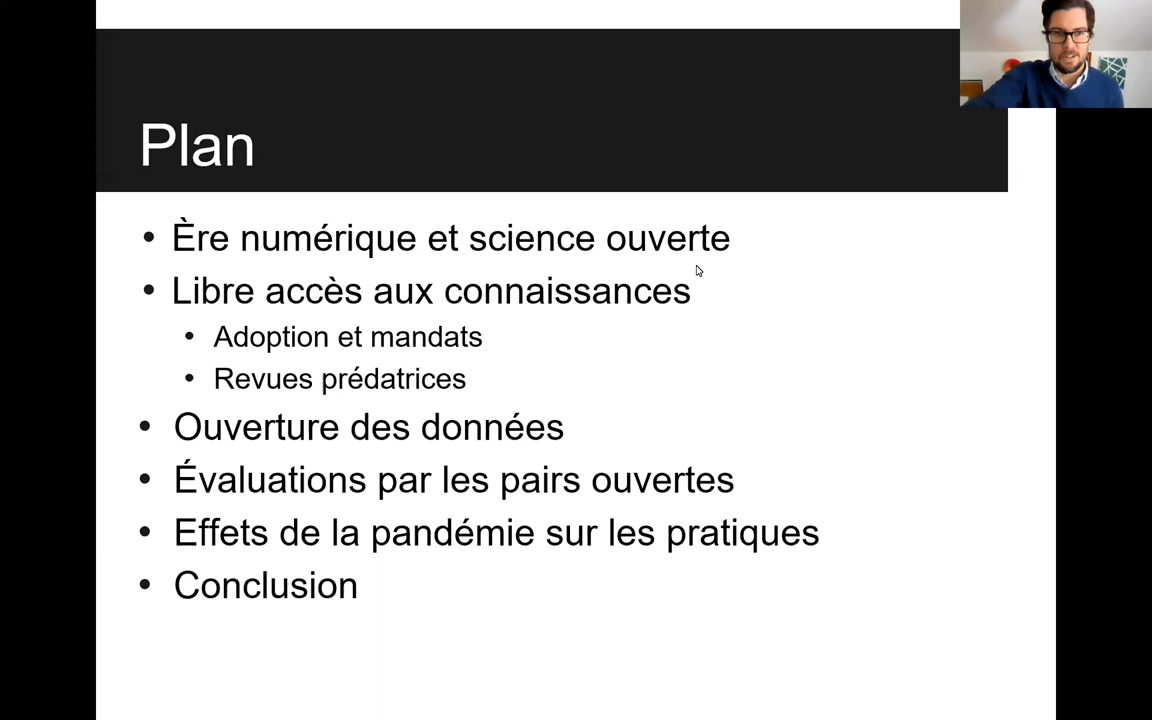 Plan
• Ère numérique et science ouverte
• Libre accès aux connaissances
• Adoption et mandats
• Revues prédatrices
• Ouverture des données
• Évaluations par les pairs ouvertes
• Effets de la pandémie sur les pratiques
• Conclusion